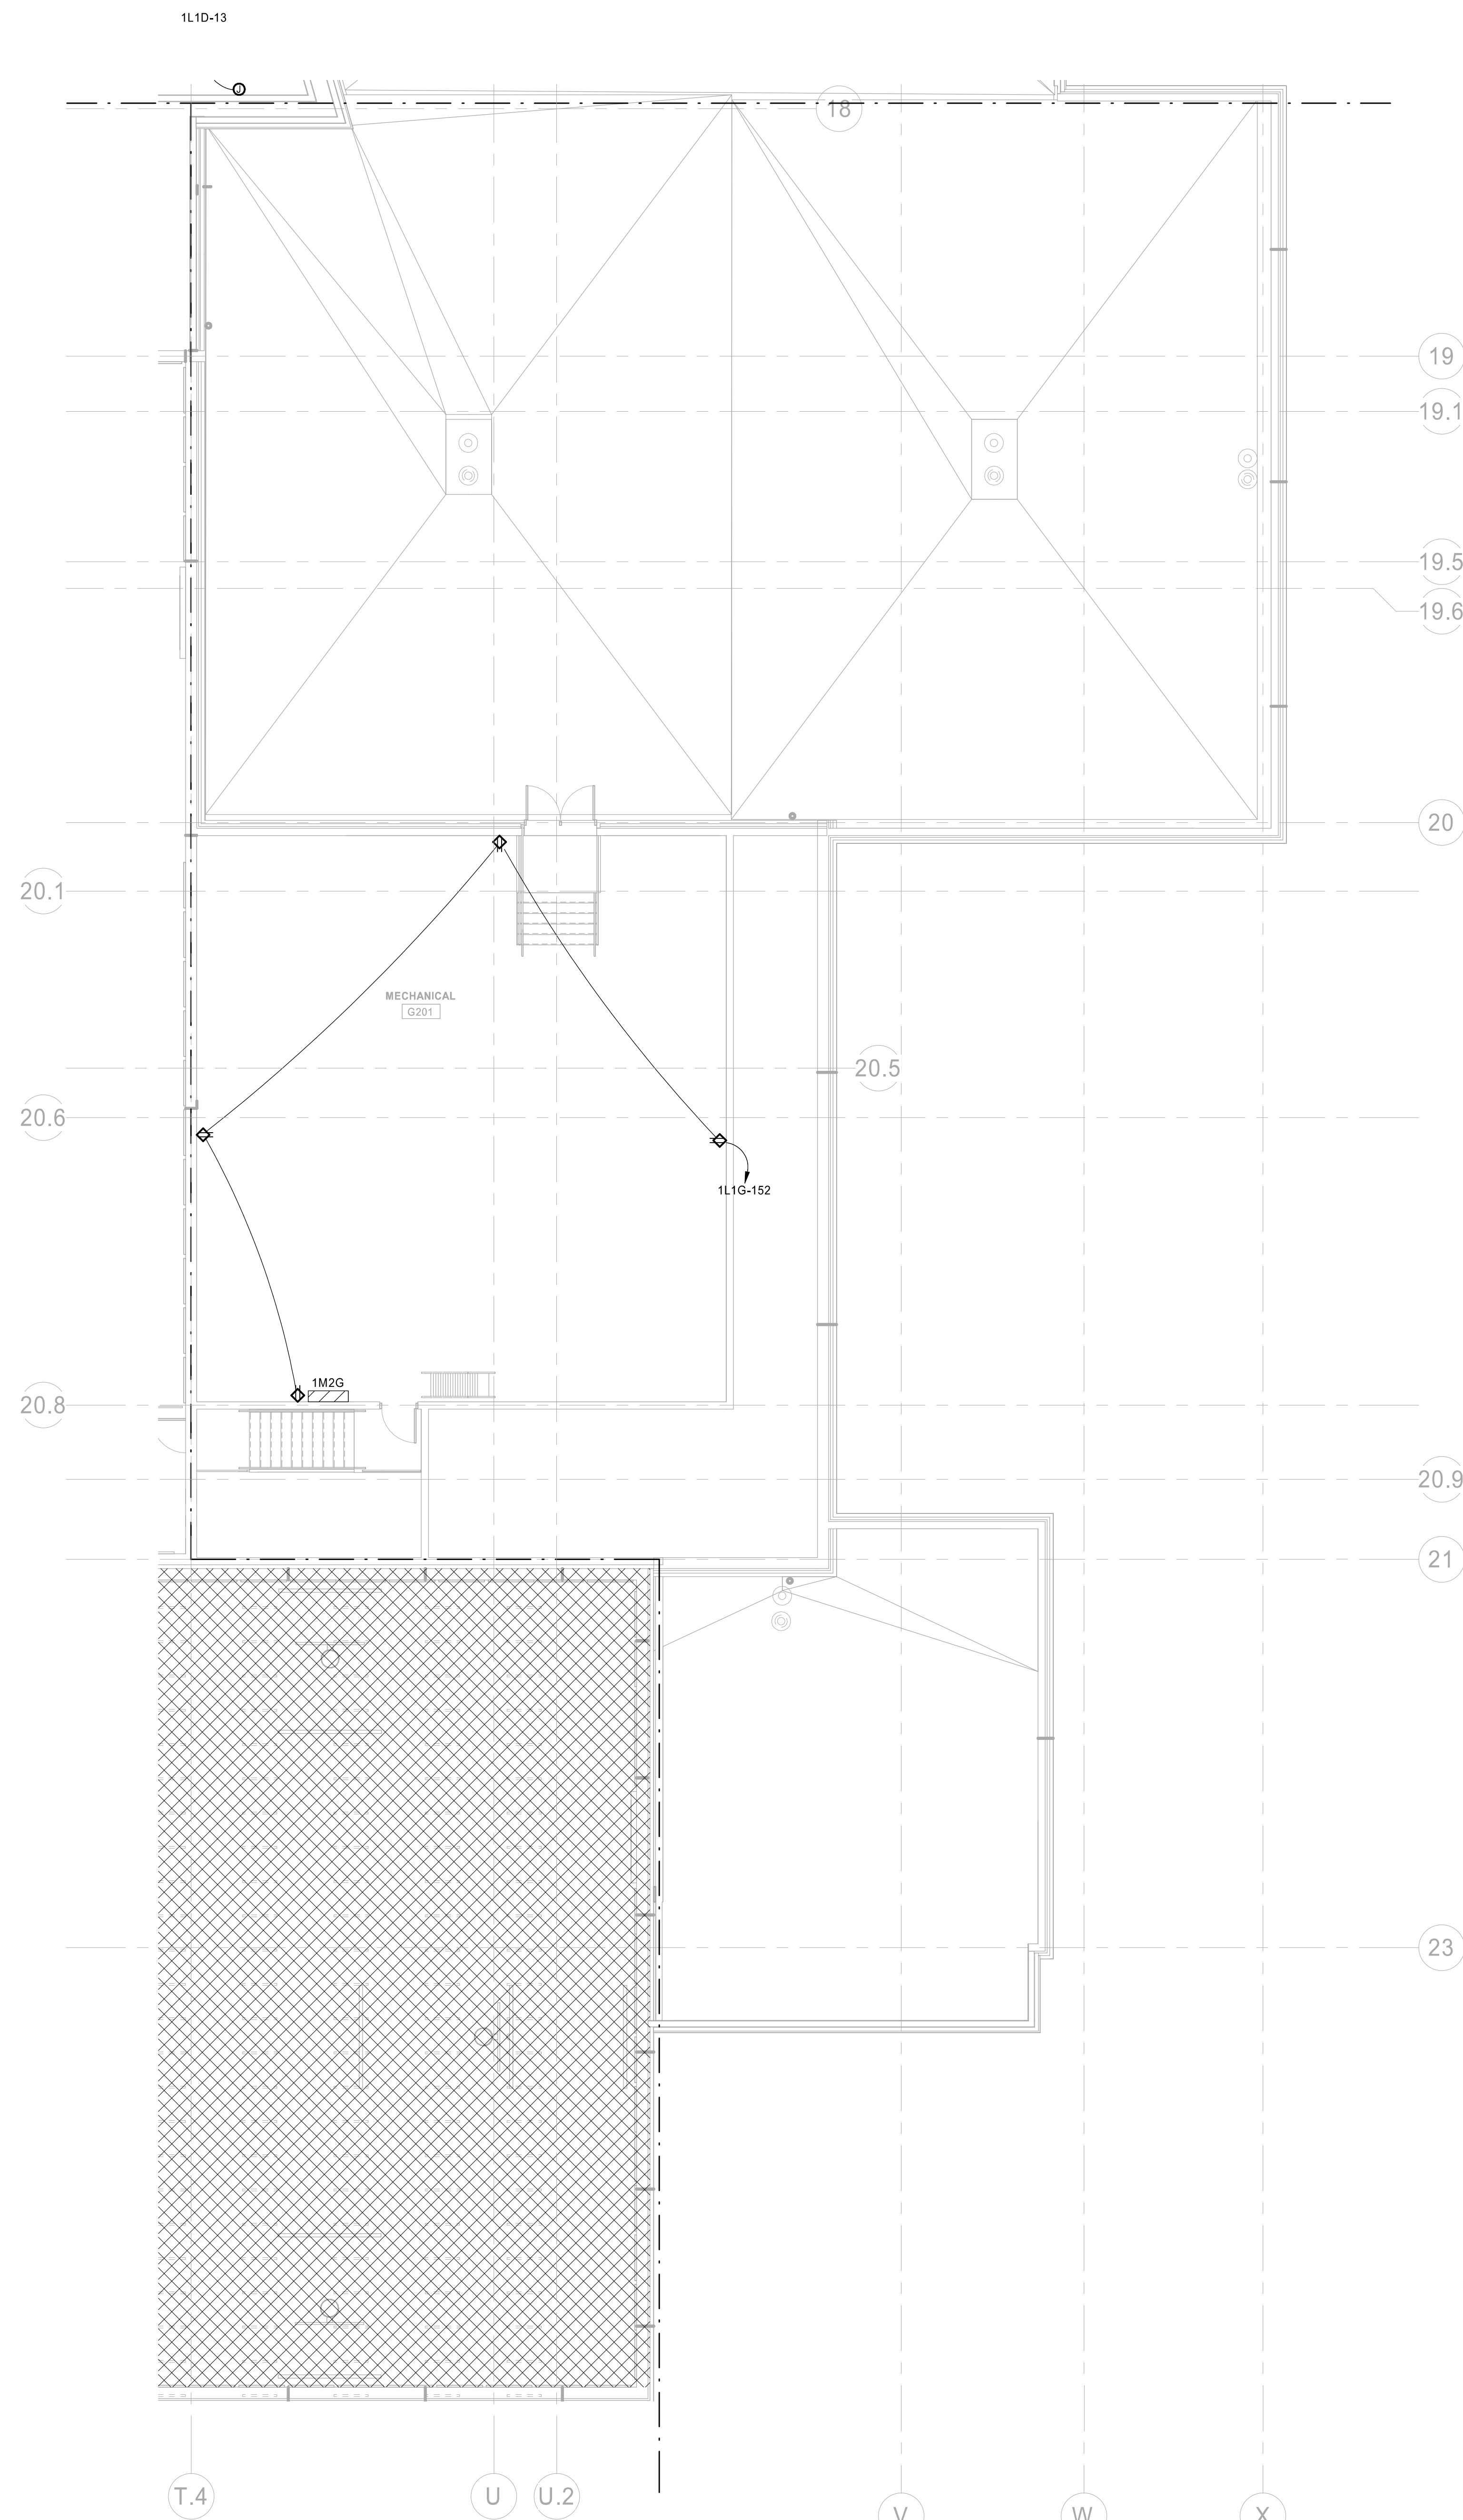 1L1D-13
J
18
19
19.1
19.5
19.6
20
20.1
MECHANICAL
G201
20.5
20.6
1L1G-152
1M2G
20.8
20.9
21
23
T.4
U
U.2
V
W
X